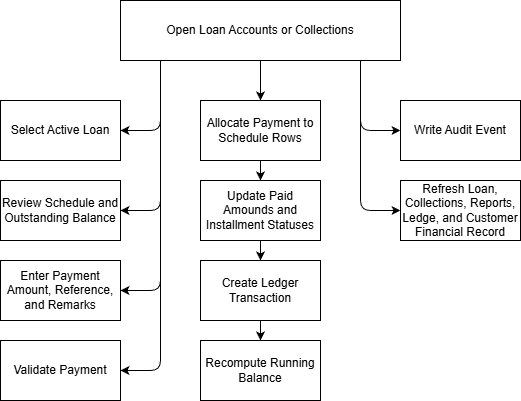 Open Loan Accounts or Collections
Select Active Loan
Review Schedule and
Outstanding Balance
Enter Payment
Amount, Reference,
and Remarks
Validate Payment
Allocate Payment to
Schedule Rows
Update Paid
Amounts and
Installment Statuses
Create Ledger
Transaction
Recompute Running
Balance
Write Audit Event
Refresh Loan,
Collections, Reports,
Ledge, and Customer
Financial Record